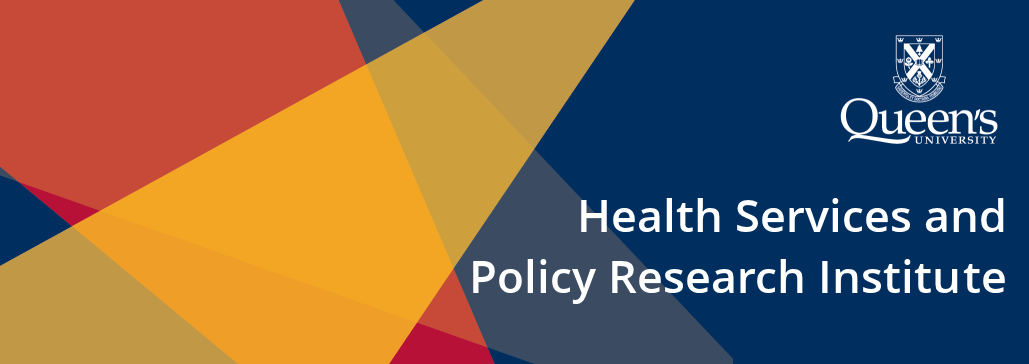 Queen's
UNIVERSITY
Health Services and
Policy Research Institute